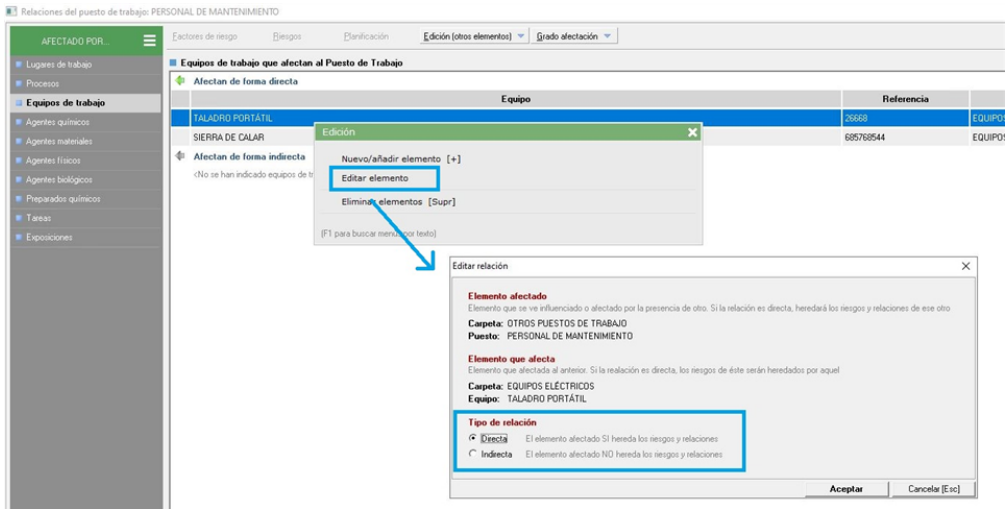 Relaciones del puesto de trabajo: PERSONAL DE MANTENIMIENTO
AFECTADO POR...
Factores de riesgo Riesgos Planificación Edición (otros elementos) Grado afectación
Lugares de trabajo
Procesos
Equipos de trabajo
Agentes químicos
Agentes materiales
Agentes físicos
Agentes biológicos
Preparados químicos
Tareas
Exposiciones
Equipos de trabajo que afectan al Puesto de Trabajo
Afectan de forma directa
Equipo Referencia
TALADRO PORTÁTIL 26668 EQUIPOS
SIERRA DE CALAR 685768544 EQUIPOS
Afectan de forma indirecta
<No se han indicado equipos de tr
Edición
Nuevo/añadir elemento [+]
Editar elemento
Eliminar elementos [Supr]
(F1 para buscar menús por texto)
Editar relación
Elemento afectado
Elemento que se ve influenciado o afectado por la presencia de otro. Si la relación es directa, heredará los riesgos y relaciones de ese otro
Carpeta: OTROS PUESTOS DE TRABAJO
Puesto: PERSONAL DE MANTENIMIENTO
Elemento que afecta
Elemento que afectada al anterior. Si la realación es directa, los riesgos de éste serán heredados por aquel
Carpeta: EQUIPOS ELÉCTRICOS
Equipo: TALADRO PORTÁTIL
Tipo de relación
Directa El elemento afectado SI hereda los riesgos y relaciones
Indirecta El elemento afectado NO hereda los riesgos y relaciones
Aceptar Cancelar [Esc]